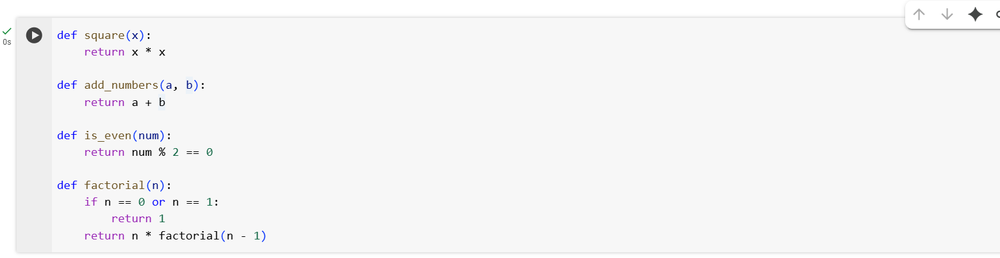 def square(x):
    return x * x

def add_numbers(a, b):
    return a + b

def is_even(num):
    return num % 2 == 0

def factorial(n):
    if n == 0 or n == 1:
        return 1
    return n * factorial(n - 1)
0s